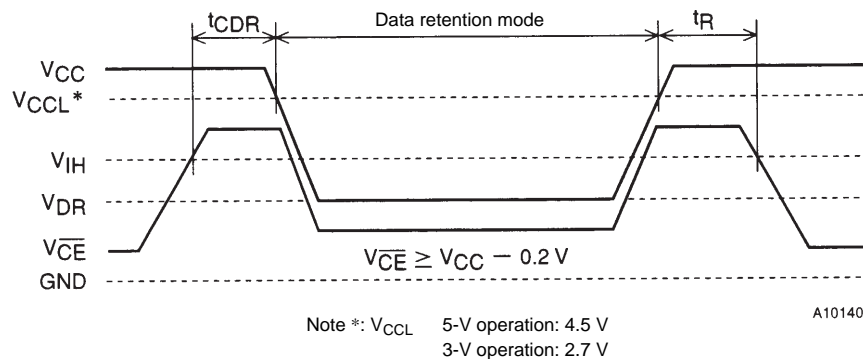 tCDR Data retention mode tR
VCC
VCCL*
VIH
VDR
VCE̅ VCE̅ ≥ VCC − 0.2 V
GND
A10140
Note *: VCCL 5-V operation: 4.5 V
3-V operation: 2.7 V